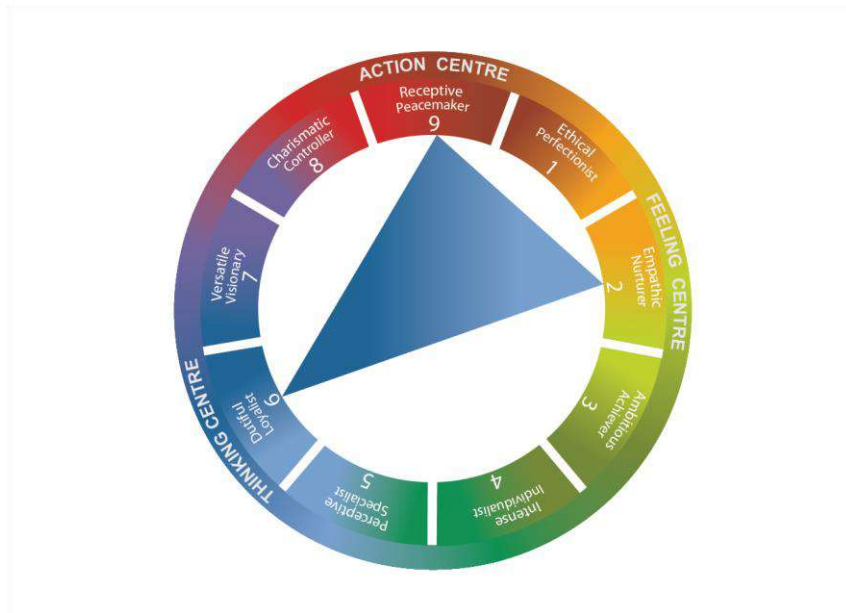 ACTION CENTRE
Receptive
Peacemaker
9
Ethical
Perfectionist
1
FEELING CENTRE
Empathic
Nurturer
2
Ambitious
Achiever
3
Intense
Individualist
4
Perceptive
Specialist
5
THINKING CENTRE
Dutiful
Loyalist
6
Versatile
Visionary
7
Charismatic
Controller
8